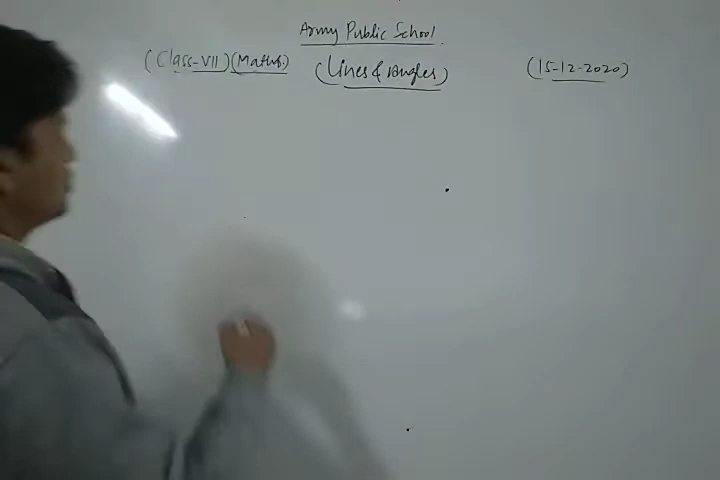 Army Public School
(Class-VII) (Maths) (Lines & Angles) (15-12-2020)